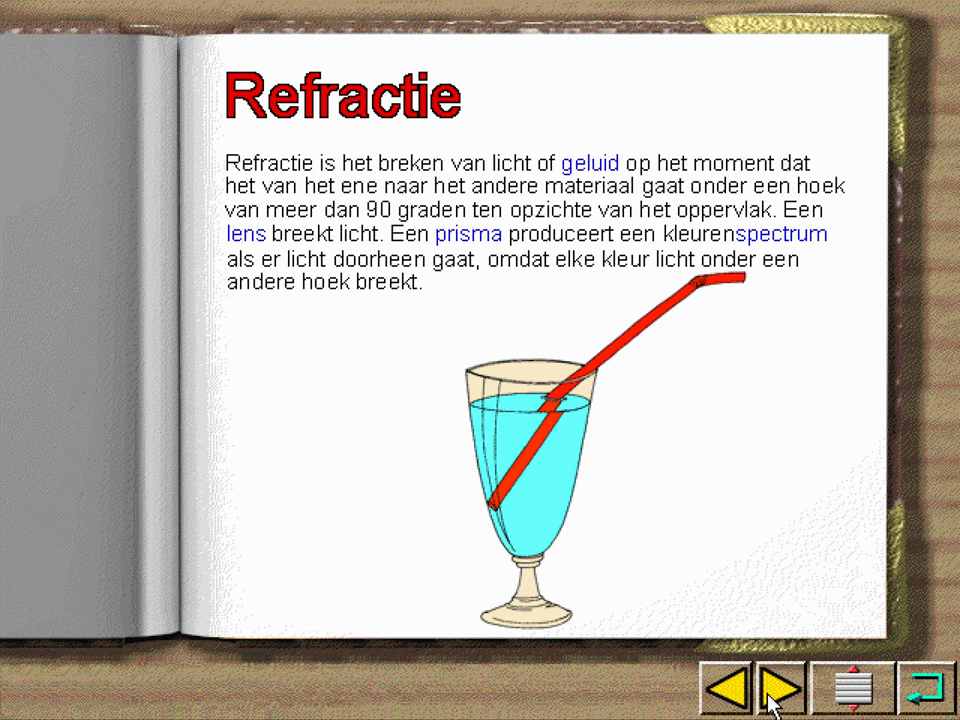 Refractie
Refractie is het breken van licht of geluid op het moment dat
het van het ene naar het andere materiaal gaat onder een hoek
van meer dan 90 graden ten opzichte van het oppervlak. Een
lens breekt licht. Een prisma produceert een kleurenspectrum
als er licht doorheen gaat, omdat elke kleur licht onder een
andere hoek breekt.